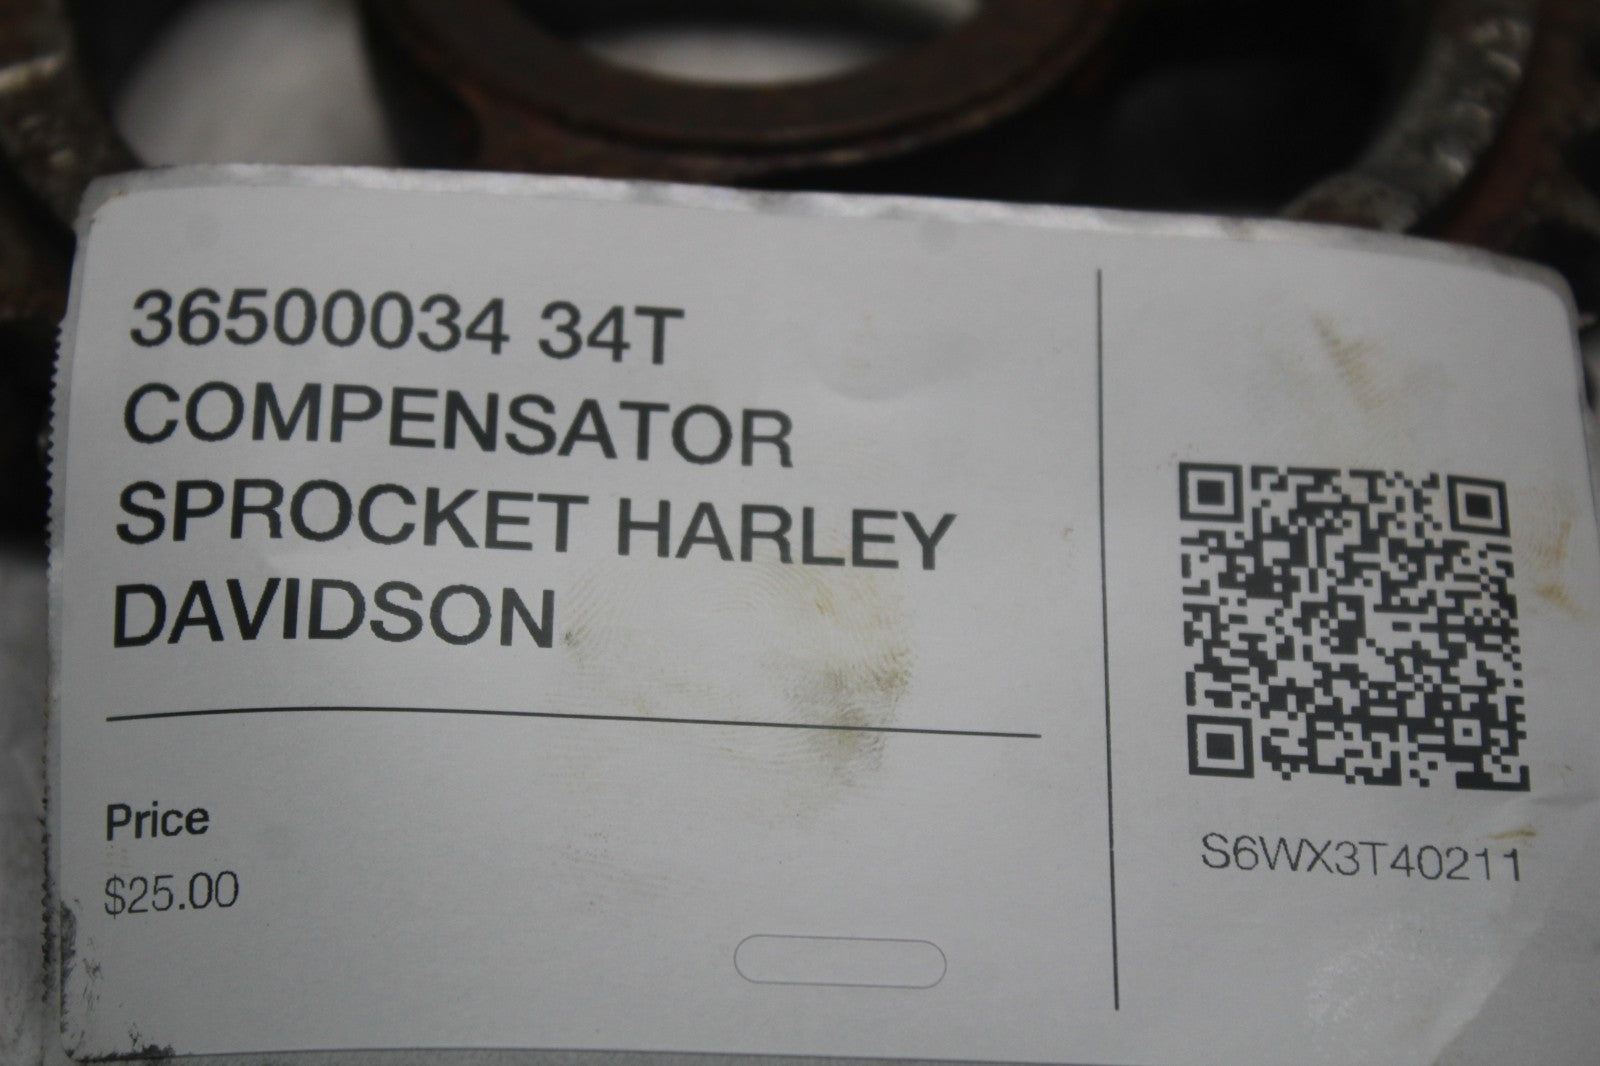 36500034 34T
COMPENSATOR
SPROCKET HARLEY
DAVIDSON
Price
$25.00
S6WX3T40211